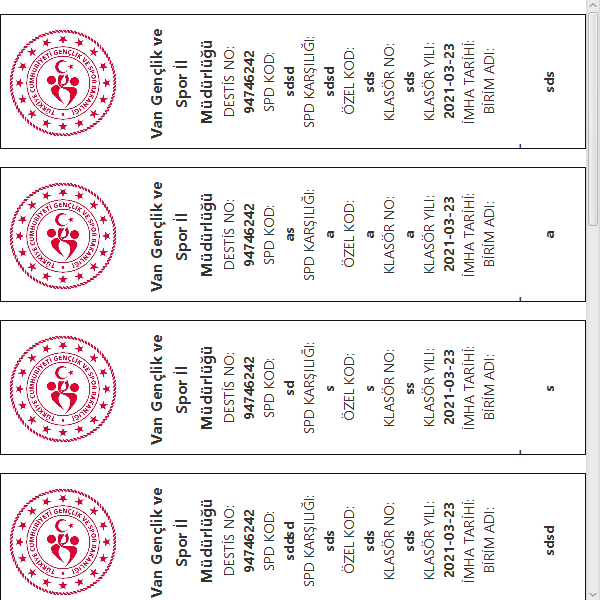 TÜRKİYE CUMHURİYETİ GENÇLİK VE SPOR BAKANLIĞI
Van Gençlik ve
Spor İl
Müdürlüğü
DESTİS NO:
94746242
SPD KOD:
sdsd
SPD KARŞILIĞI:
sdsd
ÖZEL KOD:
sds
KLASÖR NO:
sds
KLASÖR YILI:
2021-03-23
İMHA TARİHİ:
BİRİM ADI:
sds
TÜRKİYE CUMHURİYETİ GENÇLİK VE SPOR BAKANLIĞI
Van Gençlik ve
Spor İl
Müdürlüğü
DESTİS NO:
94746242
SPD KOD:
as
SPD KARŞILIĞI:
a
ÖZEL KOD:
a
KLASÖR NO:
a
KLASÖR YILI:
2021-03-23
İMHA TARİHİ:
BİRİM ADI:
a
TÜRKİYE CUMHURİYETİ GENÇLİK VE SPOR BAKANLIĞI
Van Gençlik ve
Spor İl
Müdürlüğü
DESTİS NO:
94746242
SPD KOD:
sd
SPD KARŞILIĞI:
s
ÖZEL KOD:
s
KLASÖR NO:
ss
KLASÖR YILI:
2021-03-23
İMHA TARİHİ:
BİRİM ADI:
s
TÜRKİYE CUMHURİYETİ GENÇLİK VE SPOR BAKANLIĞI
Van Gençlik ve
Spor İl
Müdürlüğü
DESTİS NO:
94746242
SPD KOD:
sddsd
SPD KARŞILIĞI:
sds
ÖZEL KOD:
sds
KLASÖR NO:
sds
KLASÖR YILI:
2021-03-23
İMHA TARİHİ:
BİRİM ADI:
sdsd